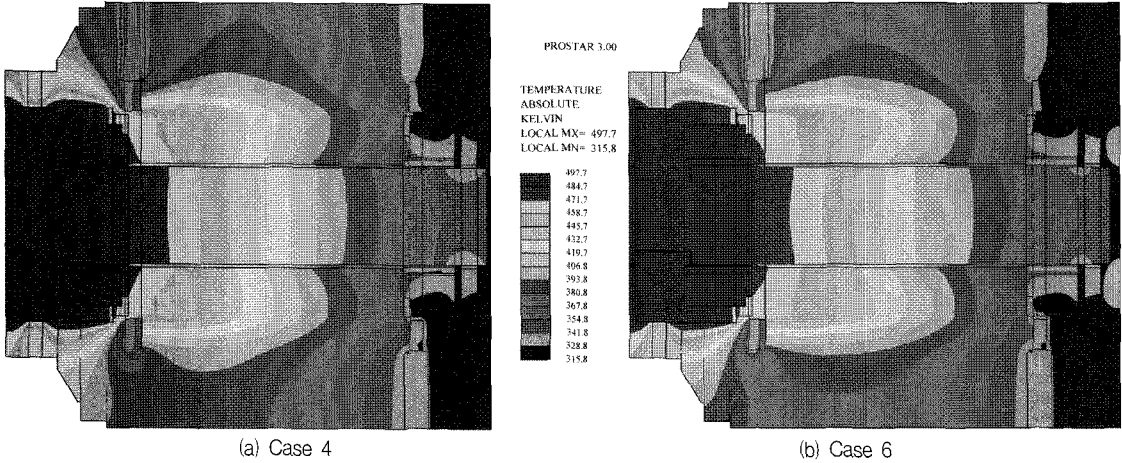 PROSTAR 3.00
TEMPERATURE
ABSOLUTE
KELVIN
LOCAL MX= 497.7
LOCAL MN= 315.8
497.7
484.7
471.7
458.7
445.7
432.7
419.7
406.8
393.8
380.8
367.8
354.8
341.8
328.8
315.8
(a) Case 4
(b) Case 6